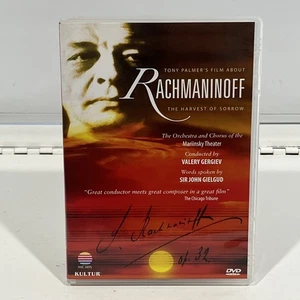 TONY PALMER'S FILM ABOUT
RACHMANINOFF
THE HARVEST OF SORROW
The Orchestra and Chorus of the
Mariinsky Theater
Conducted by
VALERY GERGIEV
Words spoken by
SIR JOHN GIELGUD
"Great conductor meets great composer in a great film"
The Chicago Tribune
KULTUR
DVD